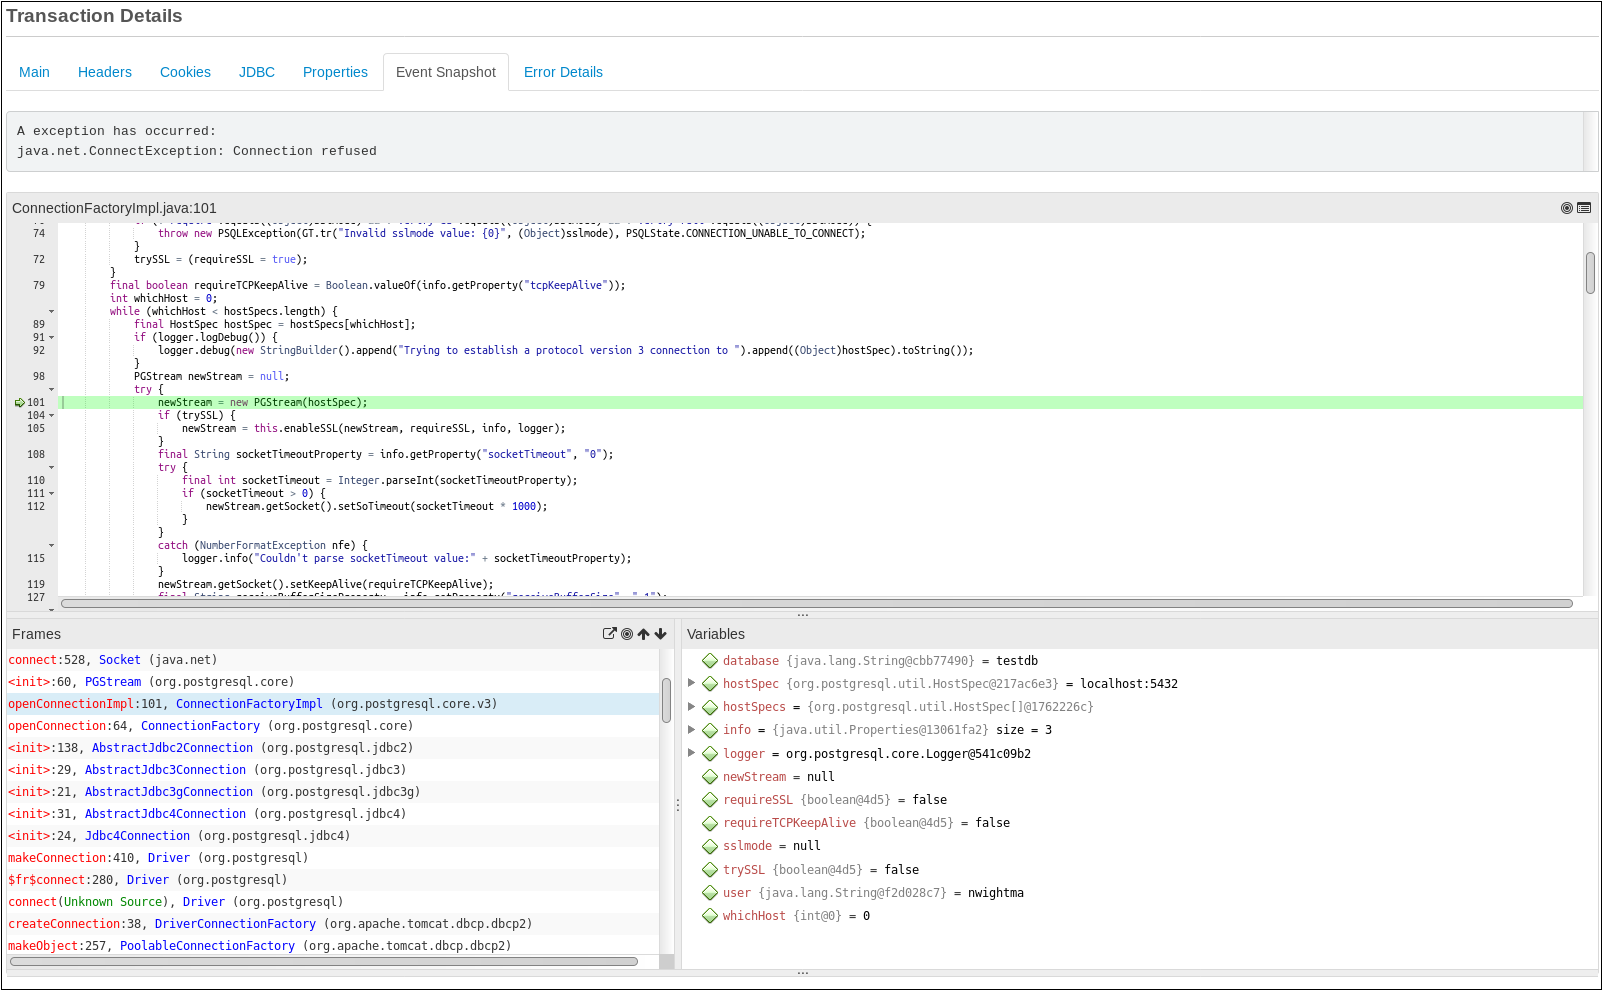 Transaction Details
Main Headers Cookies JDBC Properties Event Snapshot Error Details
A exception has occurred:
java.net.ConnectException: Connection refused
ConnectionFactoryImpl.java:101
74 throw new PSQLException(GT.tr("Invalid sslmode value: {0}", (Object)sslmode), PSQLState.CONNECTION_UNABLE_TO_CONNECT);
}
72 trySSL = (requireSSL = true);
}
79 final boolean requireTCPKeepAlive = Boolean.valueOf(info.getProperty("tcpKeepAlive"));
int whichHost = 0;
while (whichHost < hostSpecs.length) {
89 final HostSpec hostSpec = hostSpecs[whichHost];
91 if (logger.logDebug()) {
92 logger.debug(new StringBuilder().append("Trying to establish a protocol version 3 connection to ").append((Object)hostSpec).toString());
}
98 PGStream newStream = null;
try {
101 newStream = new PGStream(hostSpec);
104 if (trySSL) {
105 newStream = this.enableSSL(newStream, requireSSL, info, logger);
}
108 final String socketTimeoutProperty = info.getProperty("socketTimeout", "0");
try {
110 final int socketTimeout = Integer.parseInt(socketTimeoutProperty);
111 if (socketTimeout > 0) {
112 newStream.getSocket().setSoTimeout(socketTimeout * 1000);
}
}
catch (NumberFormatException nfe) {
115 logger.info("Couldn't parse socketTimeout value:" + socketTimeoutProperty);
}
119 newStream.getSocket().setKeepAlive(requireTCPKeepAlive);
127
Frames
connect:528, Socket (java.net)
<init>:60, PGStream (org.postgresql.core)
openConnectionImpl:101, ConnectionFactoryImpl (org.postgresql.core.v3)
openConnection:64, ConnectionFactory (org.postgresql.core)
<init>:138, AbstractJdbc2Connection (org.postgresql.jdbc2)
<init>:29, AbstractJdbc3Connection (org.postgresql.jdbc3)
<init>:21, AbstractJdbc3gConnection (org.postgresql.jdbc3g)
<init>:31, AbstractJdbc4Connection (org.postgresql.jdbc4)
<init>:24, Jdbc4Connection (org.postgresql.jdbc4)
makeConnection:410, Driver (org.postgresql)
$fr$connect:280, Driver (org.postgresql)
connect(Unknown Source), Driver (org.postgresql)
createConnection:38, DriverConnectionFactory (org.apache.tomcat.dbcp.dbcp2)
makeObject:257, PoolableConnectionFactory (org.apache.tomcat.dbcp.dbcp2)
Variables
database {java.lang.String@cbb77490} = testdb
hostSpec {org.postgresql.util.HostSpec@217ac6e3} = localhost:5432
hostSpecs = {org.postgresql.util.HostSpec[]@1762226c}
info = {java.util.Properties@13061fa2} size = 3
logger = org.postgresql.core.Logger@541c09b2
newStream = null
requireSSL {boolean@4d5} = false
requireTCPKeepAlive {boolean@4d5} = false
sslmode = null
trySSL {boolean@4d5} = false
user {java.lang.String@f2d028c7} = nwightma
whichHost {int@0} = 0